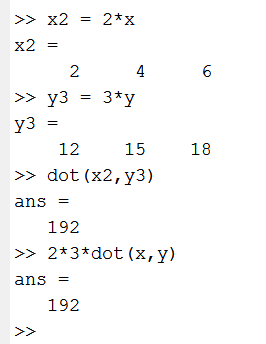 >> x2 = 2*x
x2 =
2 4 6
>> y3 = 3*y
y3 =
12 15 18
>> dot(x2,y3)
ans =
192
>> 2*3*dot(x,y)
ans =
192
>>